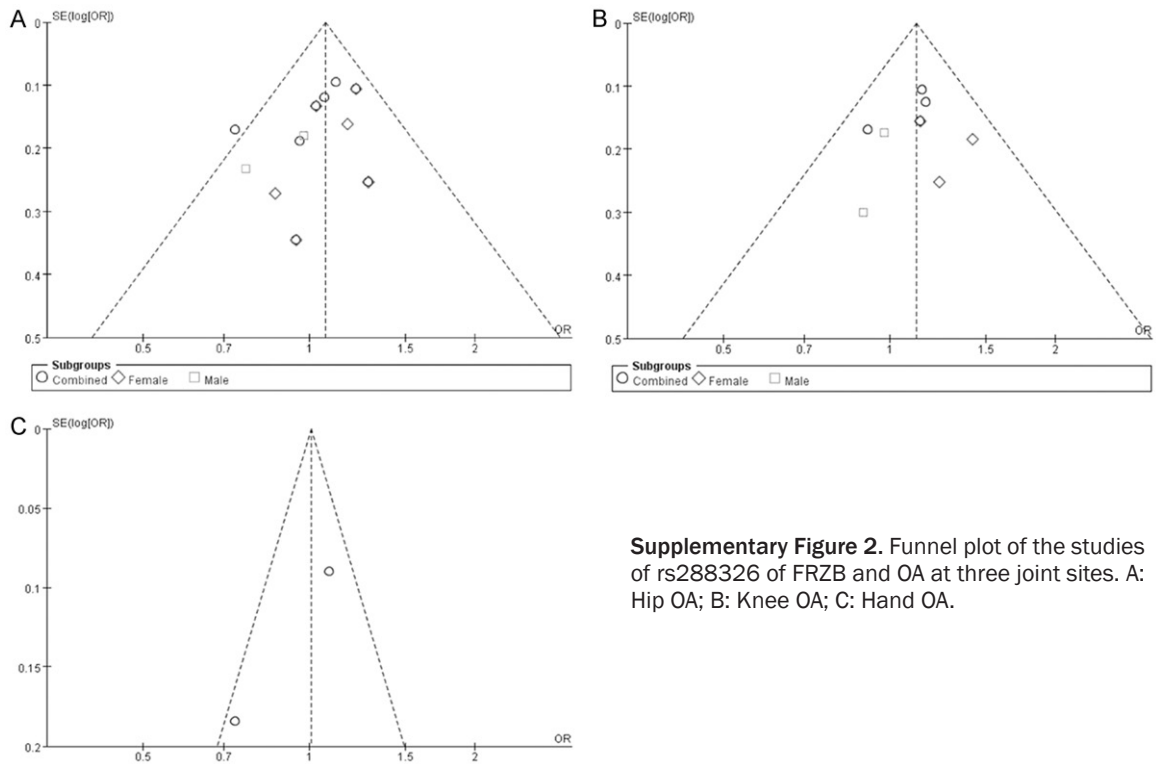 A
SE(log[OR])
0
0.1
0.2
0.3
0.4
0.5
0.5 0.7 1 1.5 2
OR
Subgroups
Combined Female Male
B
SE(log[OR])
0
0.1
0.2
0.3
0.4
0.5
0.5 0.7 1 1.5 2
OR
Subgroups
Combined Female Male
C
SE(log[OR])
0
0.05
0.1
0.15
0.2
0.5 0.7 1 1.5 2
OR
Supplementary Figure 2. Funnel plot of the studies
of rs288326 of FRZB and OA at three joint sites. A:
Hip OA; B: Knee OA; C: Hand OA.